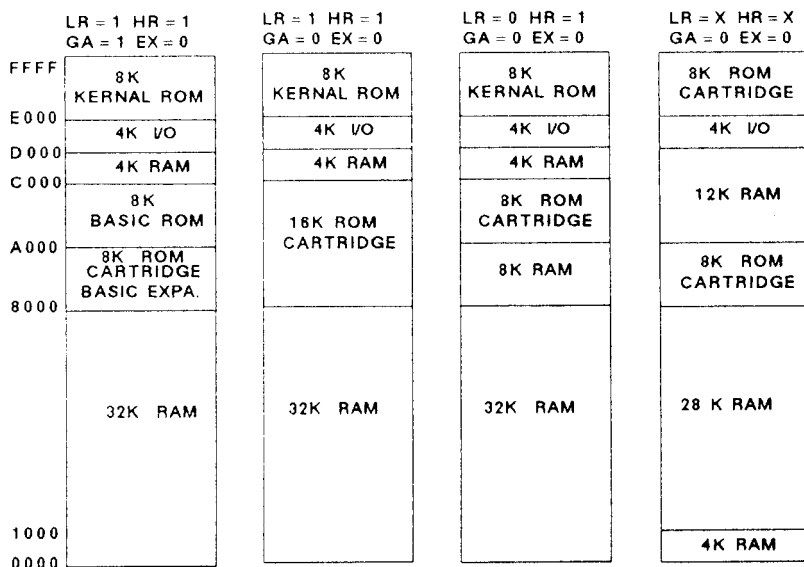 LR = 1 HR = 1
GA = 1 EX = 0
LR = 1 HR = 1
GA = 0 EX = 0
LR = 0 HR = 1
GA = 0 EX = 0
LR = X HR = X
GA = 0 EX = 0
FFFF
E000
D000
C000
A000
8000
1000
0000
8K
KERNAL ROM
4K I/O
4K RAM
8K
BASIC ROM
8K ROM
CARTRIDGE
BASIC EXPA.
32K RAM
8K
KERNAL ROM
4K I/O
4K RAM
16K ROM
CARTRIDGE
32K RAM
8K
KERNAL ROM
4K I/O
4K RAM
8K ROM
CARTRIDGE
8K RAM
32K RAM
8K ROM
CARTRIDGE
4K I/O
12K RAM
8K ROM
CARTRIDGE
28 K RAM
4K RAM